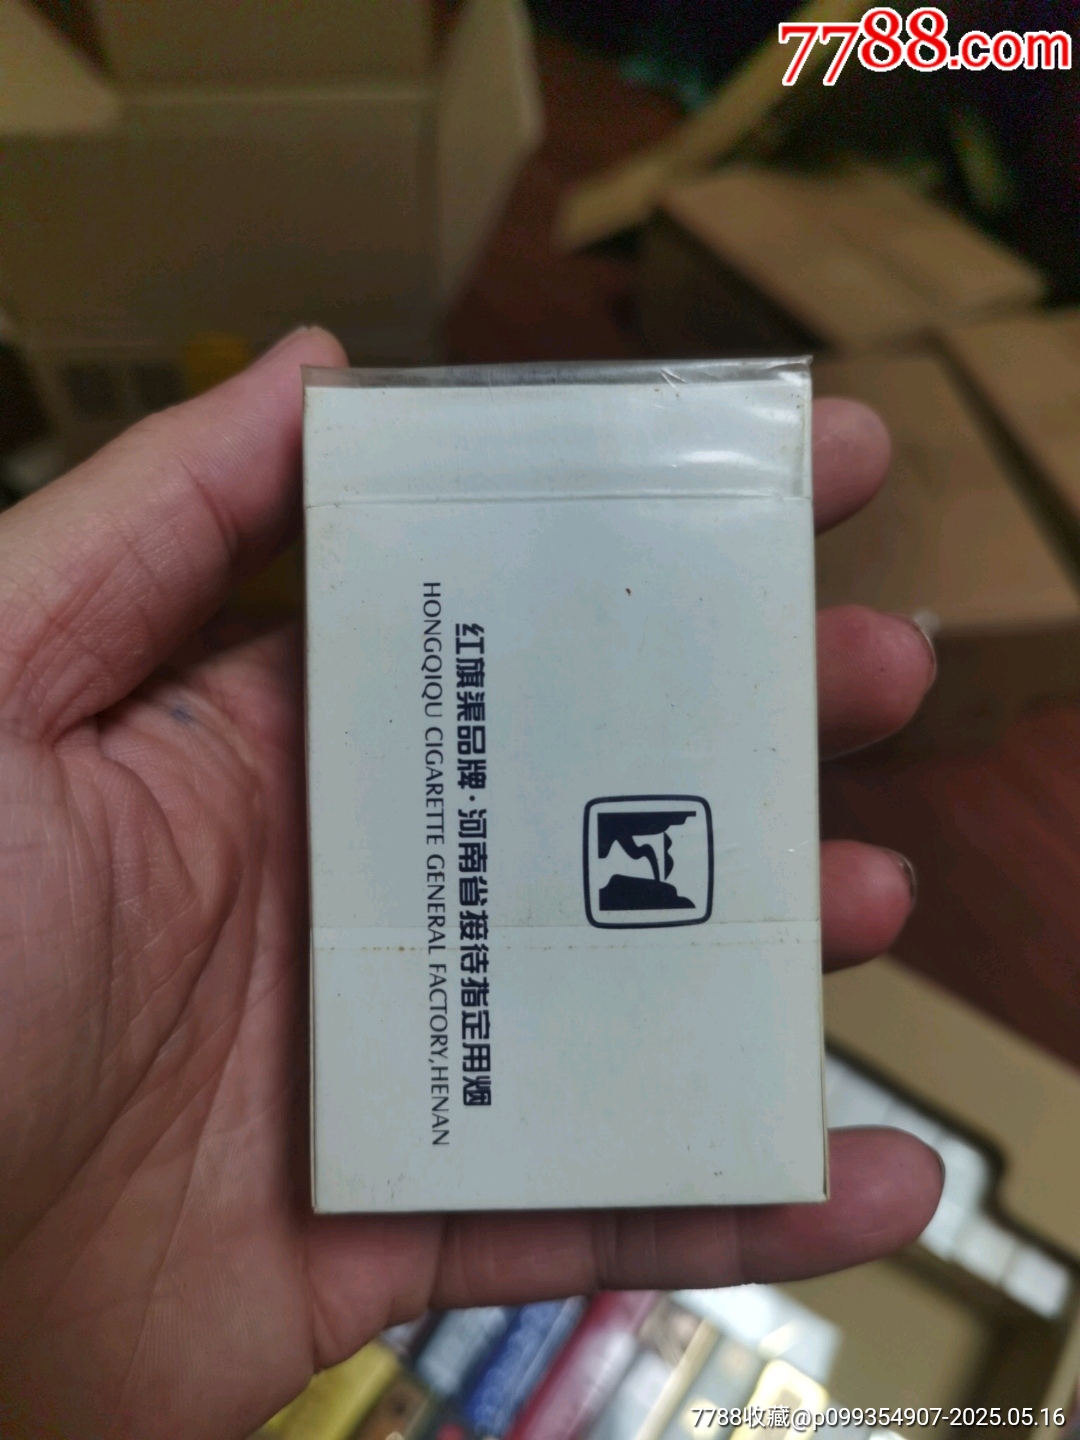 7788.com
红旗渠品牌·河南省接待指定用烟
HONGQIQU CIGARETTE GENERAL FACTORY,HENAN
7788收藏@p099354907-2025.05.16